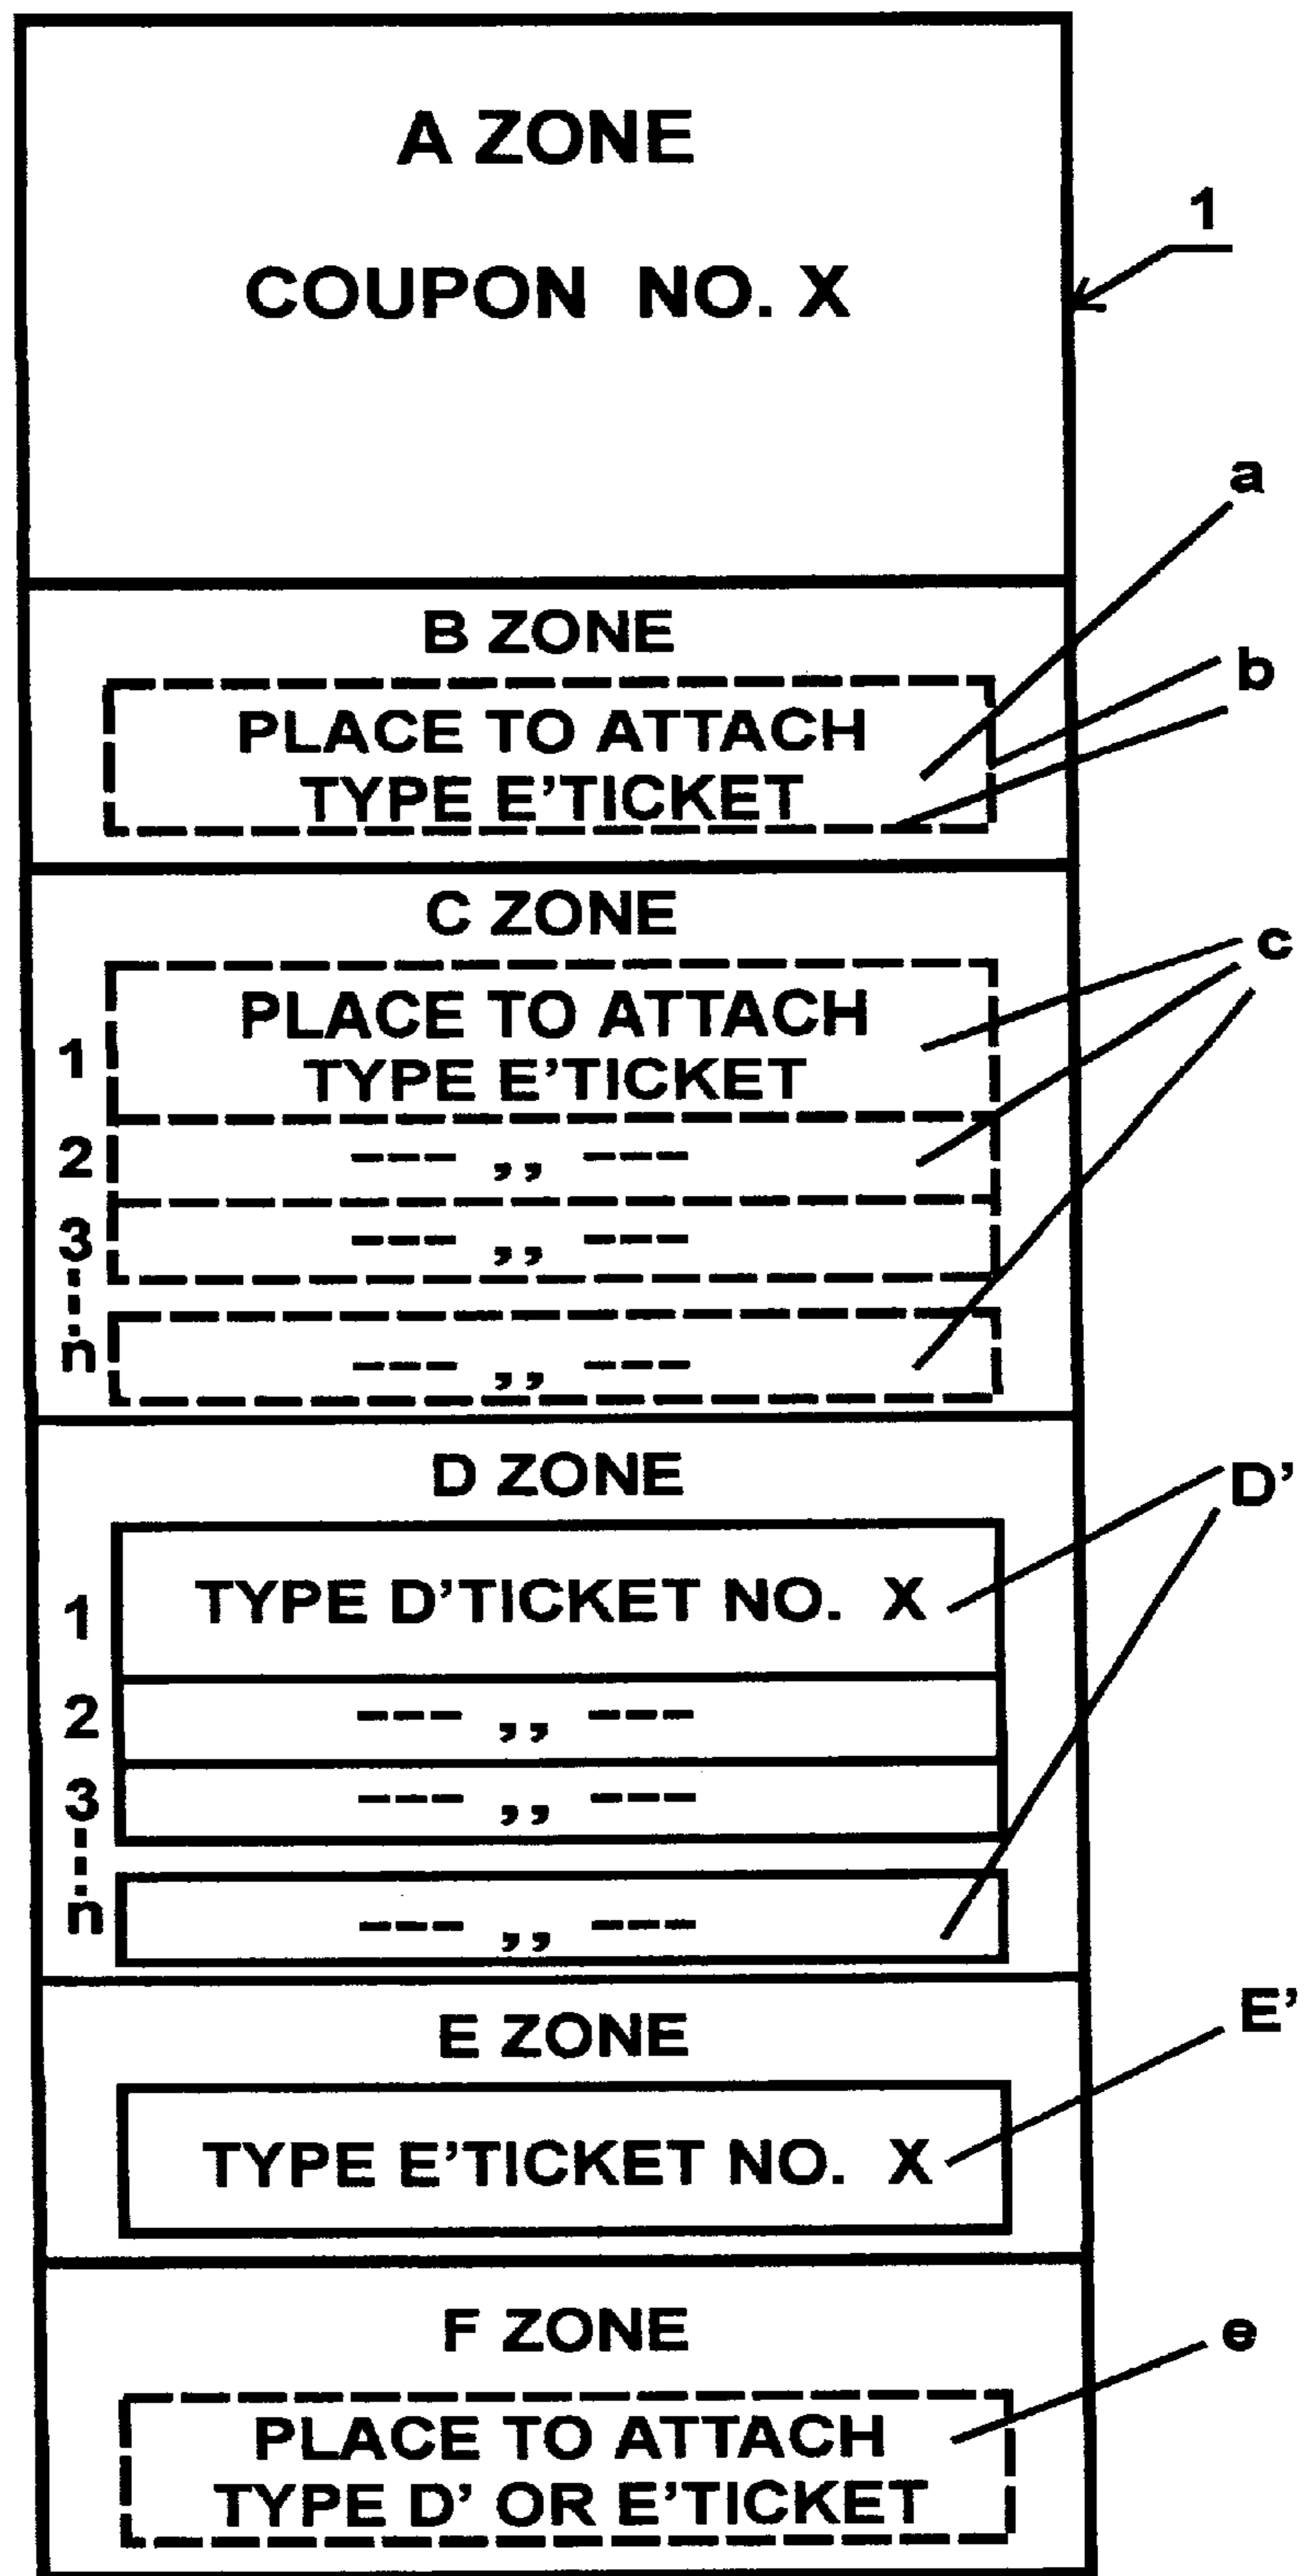 A ZONE
COUPON NO. X
1
a
B ZONE
b
PLACE TO ATTACH
TYPE E’TICKET
C ZONE
c
PLACE TO ATTACH
1
TYPE E’TICKET
2 --- ,, ---
3 --- ,, ---
n --- ,, ---
D ZONE
D’
1 TYPE D’TICKET NO. X
2 --- ,, ---
3 --- ,, ---
n --- ,, ---
E ZONE
E’
TYPE E’TICKET NO. X
F ZONE
e
PLACE TO ATTACH
TYPE D’ OR E’TICKET